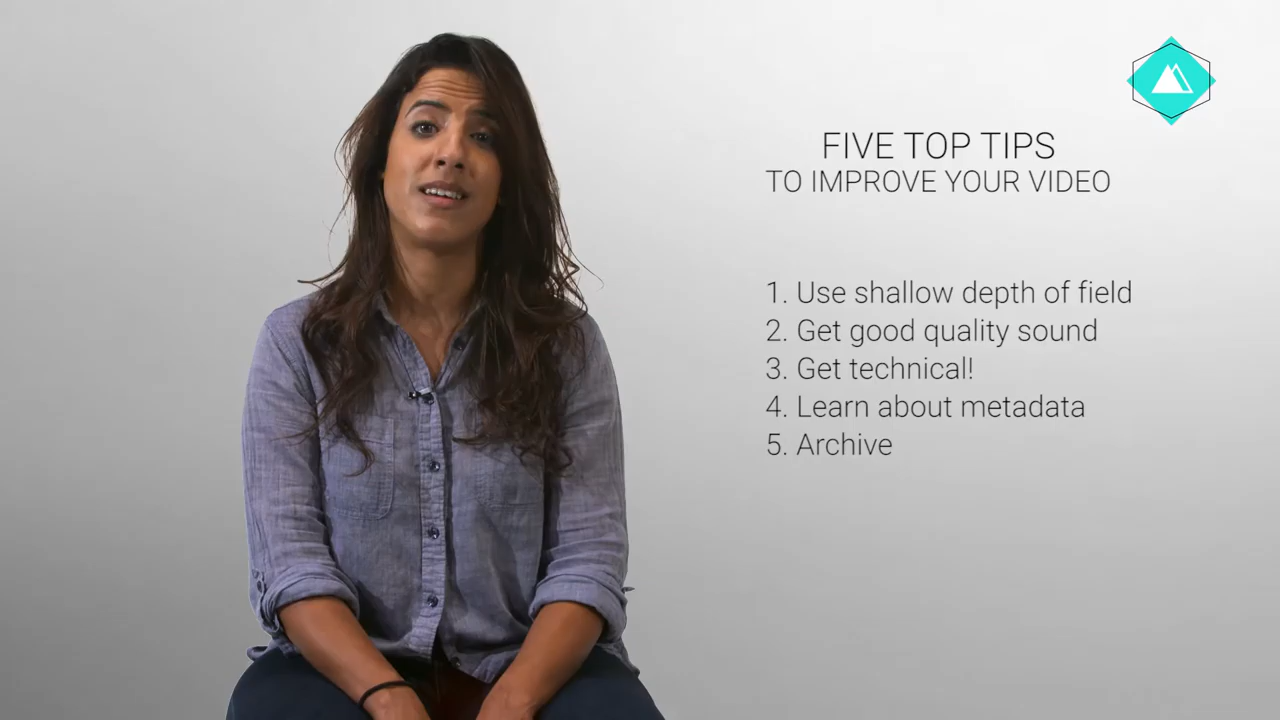 FIVE TOP TIPS
TO IMPROVE YOUR VIDEO
1. Use shallow depth of field
2. Get good quality sound
3. Get technical!
4. Learn about metadata
5. Archive